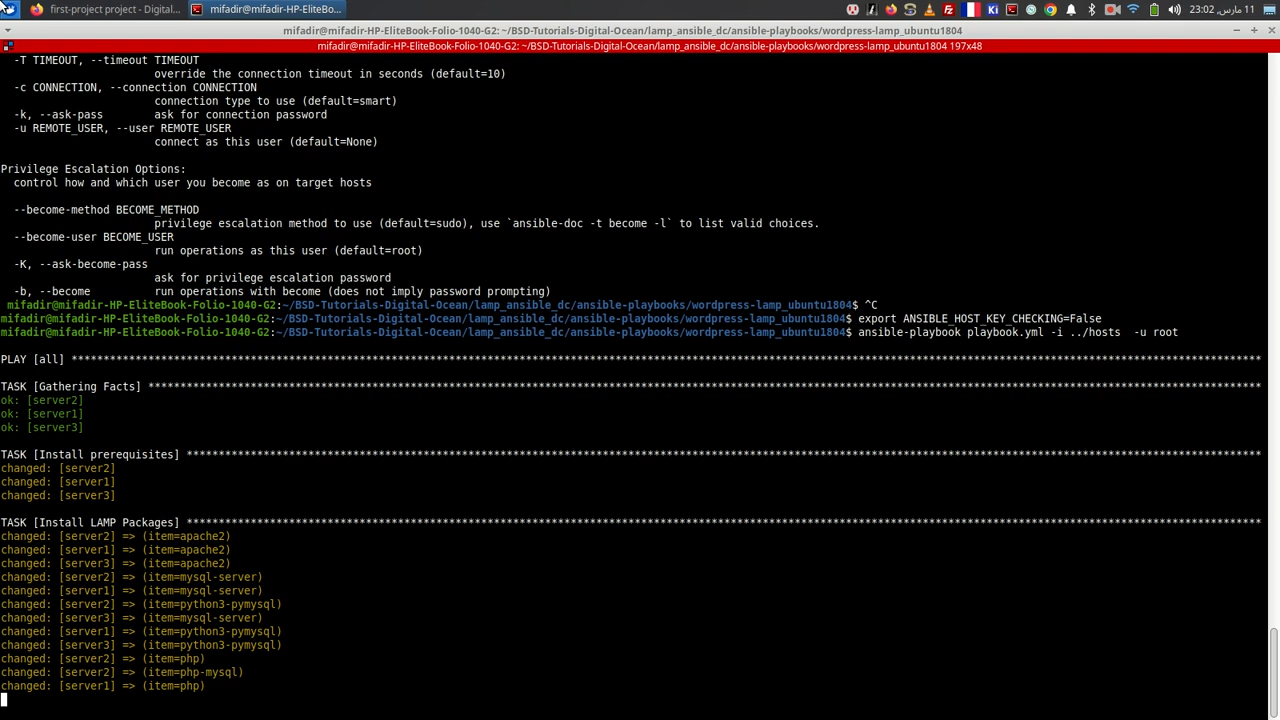 first-project project - Digital...
mifadir@mifadir-HP-EliteBo...
Ki
23:02 ,11 مارس
mifadir@mifadir-HP-EliteBook-Folio-1040-G2: ~/BSD-Tutorials-Digital-Ocean/lamp_ansible_dc/ansible-playbooks/wordpress-lamp_ubuntu1804
mifadir@mifadir-HP-EliteBook-Folio-1040-G2: ~/BSD-Tutorials-Digital-Ocean/lamp_ansible_dc/ansible-playbooks/wordpress-lamp_ubuntu1804 197x48
-T TIMEOUT, --timeout TIMEOUT
override the connection timeout in seconds (default=10)
-c CONNECTION, --connection CONNECTION
connection type to use (default=smart)
-k, --ask-pass    ask for connection password
-u REMOTE_USER, --user REMOTE_USER
connect as this user (default=None)
Privilege Escalation Options:
control how and which user you become as on target hosts
--become-method BECOME_METHOD
privilege escalation method to use (default=sudo), use `ansible-doc -t become -l` to list valid choices.
--become-user BECOME_USER
run operations as this user (default=root)
-K, --ask-become-pass
ask for privilege escalation password
-b, --become      run operations with become (does not imply password prompting)
mifadir@mifadir-HP-EliteBook-Folio-1040-G2:~/BSD-Tutorials-Digital-Ocean/lamp_ansible_dc/ansible-playbooks/wordpress-lamp_ubuntu1804$ ^C
mifadir@mifadir-HP-EliteBook-Folio-1040-G2:~/BSD-Tutorials-Digital-Ocean/lamp_ansible_dc/ansible-playbooks/wordpress-lamp_ubuntu1804$ export ANSIBLE_HOST_KEY_CHECKING=False
mifadir@mifadir-HP-EliteBook-Folio-1040-G2:~/BSD-Tutorials-Digital-Ocean/lamp_ansible_dc/ansible-playbooks/wordpress-lamp_ubuntu1804$ ansible-playbook playbook.yml -i ../hosts  -u root
PLAY [all] ****************************************************************************************************************************************************************************************
TASK [Gathering Facts] ****************************************************************************************************************************************************************************
ok: [server2]
ok: [server1]
ok: [server3]
TASK [Install prerequisites] **********************************************************************************************************************************************************************
changed: [server2]
changed: [server1]
changed: [server3]
TASK [Install LAMP Packages] **********************************************************************************************************************************************************************
changed: [server2] => (item=apache2)
changed: [server1] => (item=apache2)
changed: [server3] => (item=apache2)
changed: [server2] => (item=mysql-server)
changed: [server1] => (item=mysql-server)
changed: [server2] => (item=python3-pymysql)
changed: [server3] => (item=mysql-server)
changed: [server1] => (item=python3-pymysql)
changed: [server3] => (item=python3-pymysql)
changed: [server2] => (item=php)
changed: [server2] => (item=php-mysql)
changed: [server1] => (item=php)